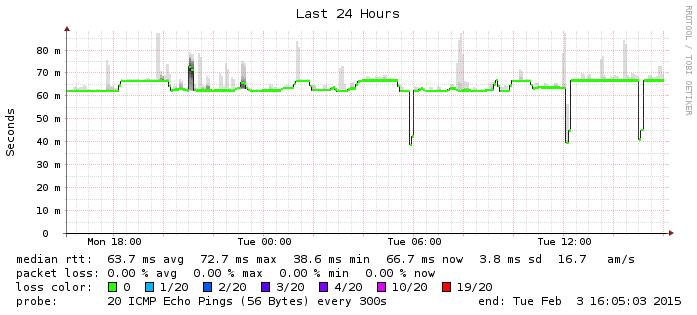 Last 24 Hours
RRDTOOL / TOBI OETIKER
Seconds
80 m
70 m
60 m
50 m
40 m
30 m
20 m
10 m
0
Mon 18:00 Tue 00:00 Tue 06:00 Tue 12:00
median rtt: 63.7 ms avg 72.7 ms max 38.6 ms min 66.7 ms now 3.8 ms sd 16.7 am/s
packet loss: 0.00 % avg 0.00 % max 0.00 % min 0.00 % now
loss color: 0 1/20 2/20 3/20 4/20 10/20 19/20
probe: 20 ICMP Echo Pings (56 Bytes) every 300s end: Tue Feb 3 16:05:03 2015